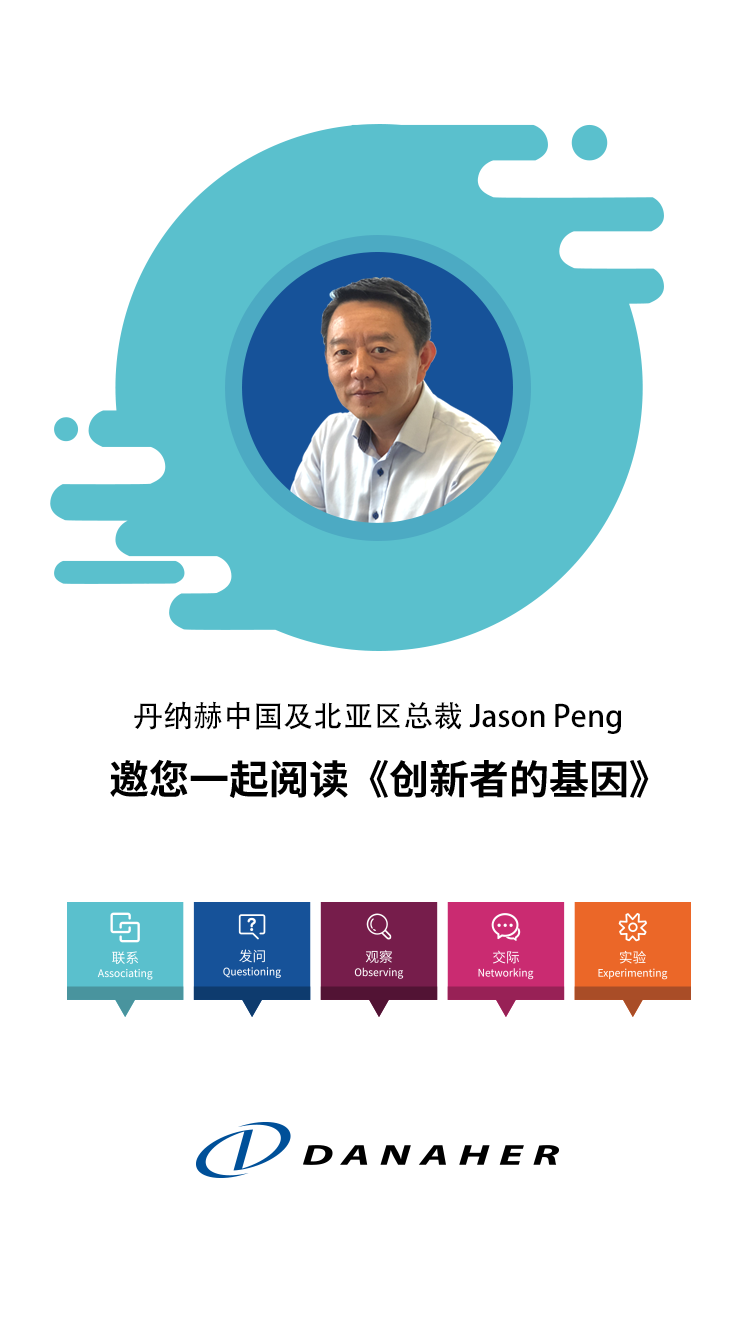 丹纳赫中国及北亚区总裁 Jason Peng
邀您一起阅读《创新者的基因》
联系
Associating
发问
Questioning
观察
Observing
交际
Networking
实验
Experimenting
DANAHER